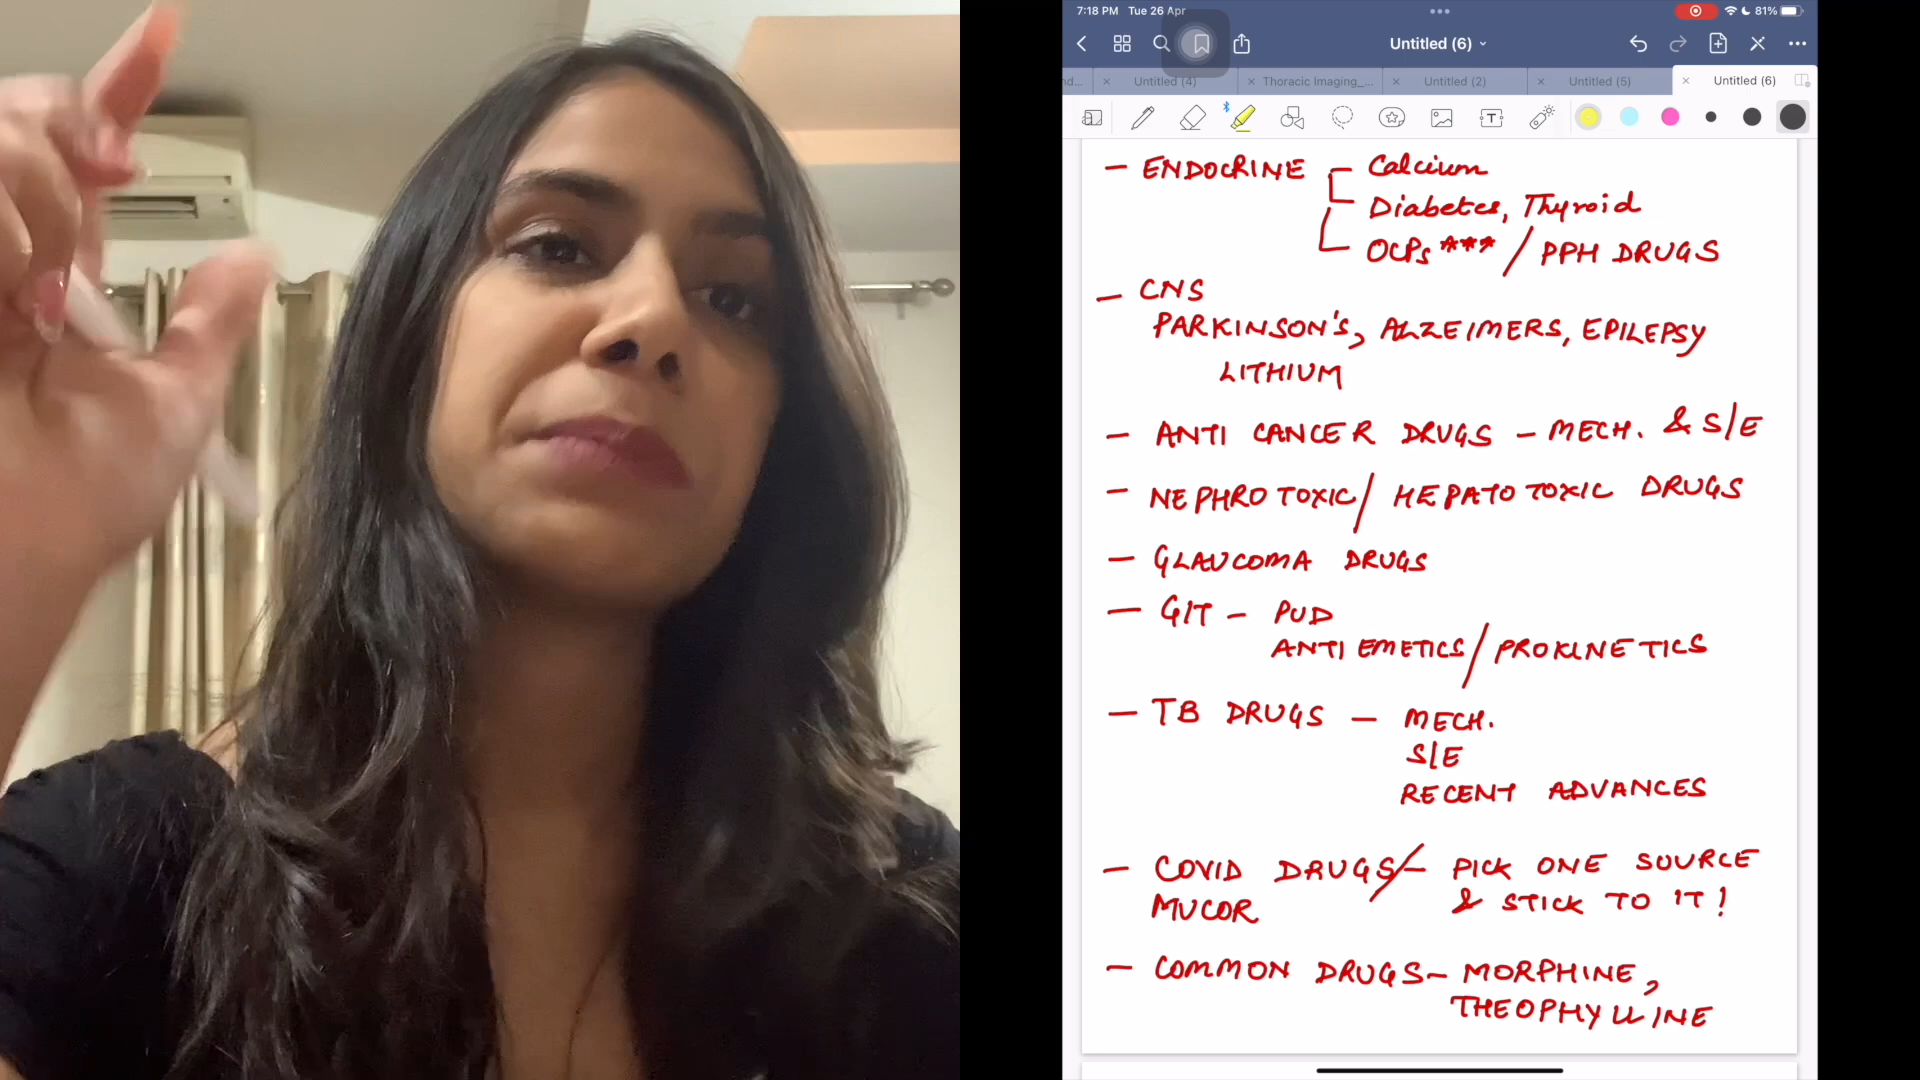 7:18 PM Tue 26 Apr
81%
Untitled (6)
nd...
Untitled (4)
Thoracic Imaging_...
Untitled (2)
Untitled (5)
Untitled (6)
– ENDOCRINE – Calcium
– Diabetes, Thyroid
– OCPs *** / PPH DRUGS
– CNS
PARKINSON'S, ALZEIMERS, EPILEPSY
LITHIUM
– ANTI CANCER DRUGS – MECH. & S/E
– NEPHROTOXIC / HEPATOTOXIC DRUGS
– GLAUCOMA DRUGS
– GIT – PUD
ANTIEMETICS / PROKINETICS
– TB DRUGS – MECH.
S/E
RECENT ADVANCES
– COVID DRUGS / – PICK ONE SOURCE
MUCOR & STICK TO IT!
– COMMON DRUGS – MORPHINE,
THEOPHYLLINE